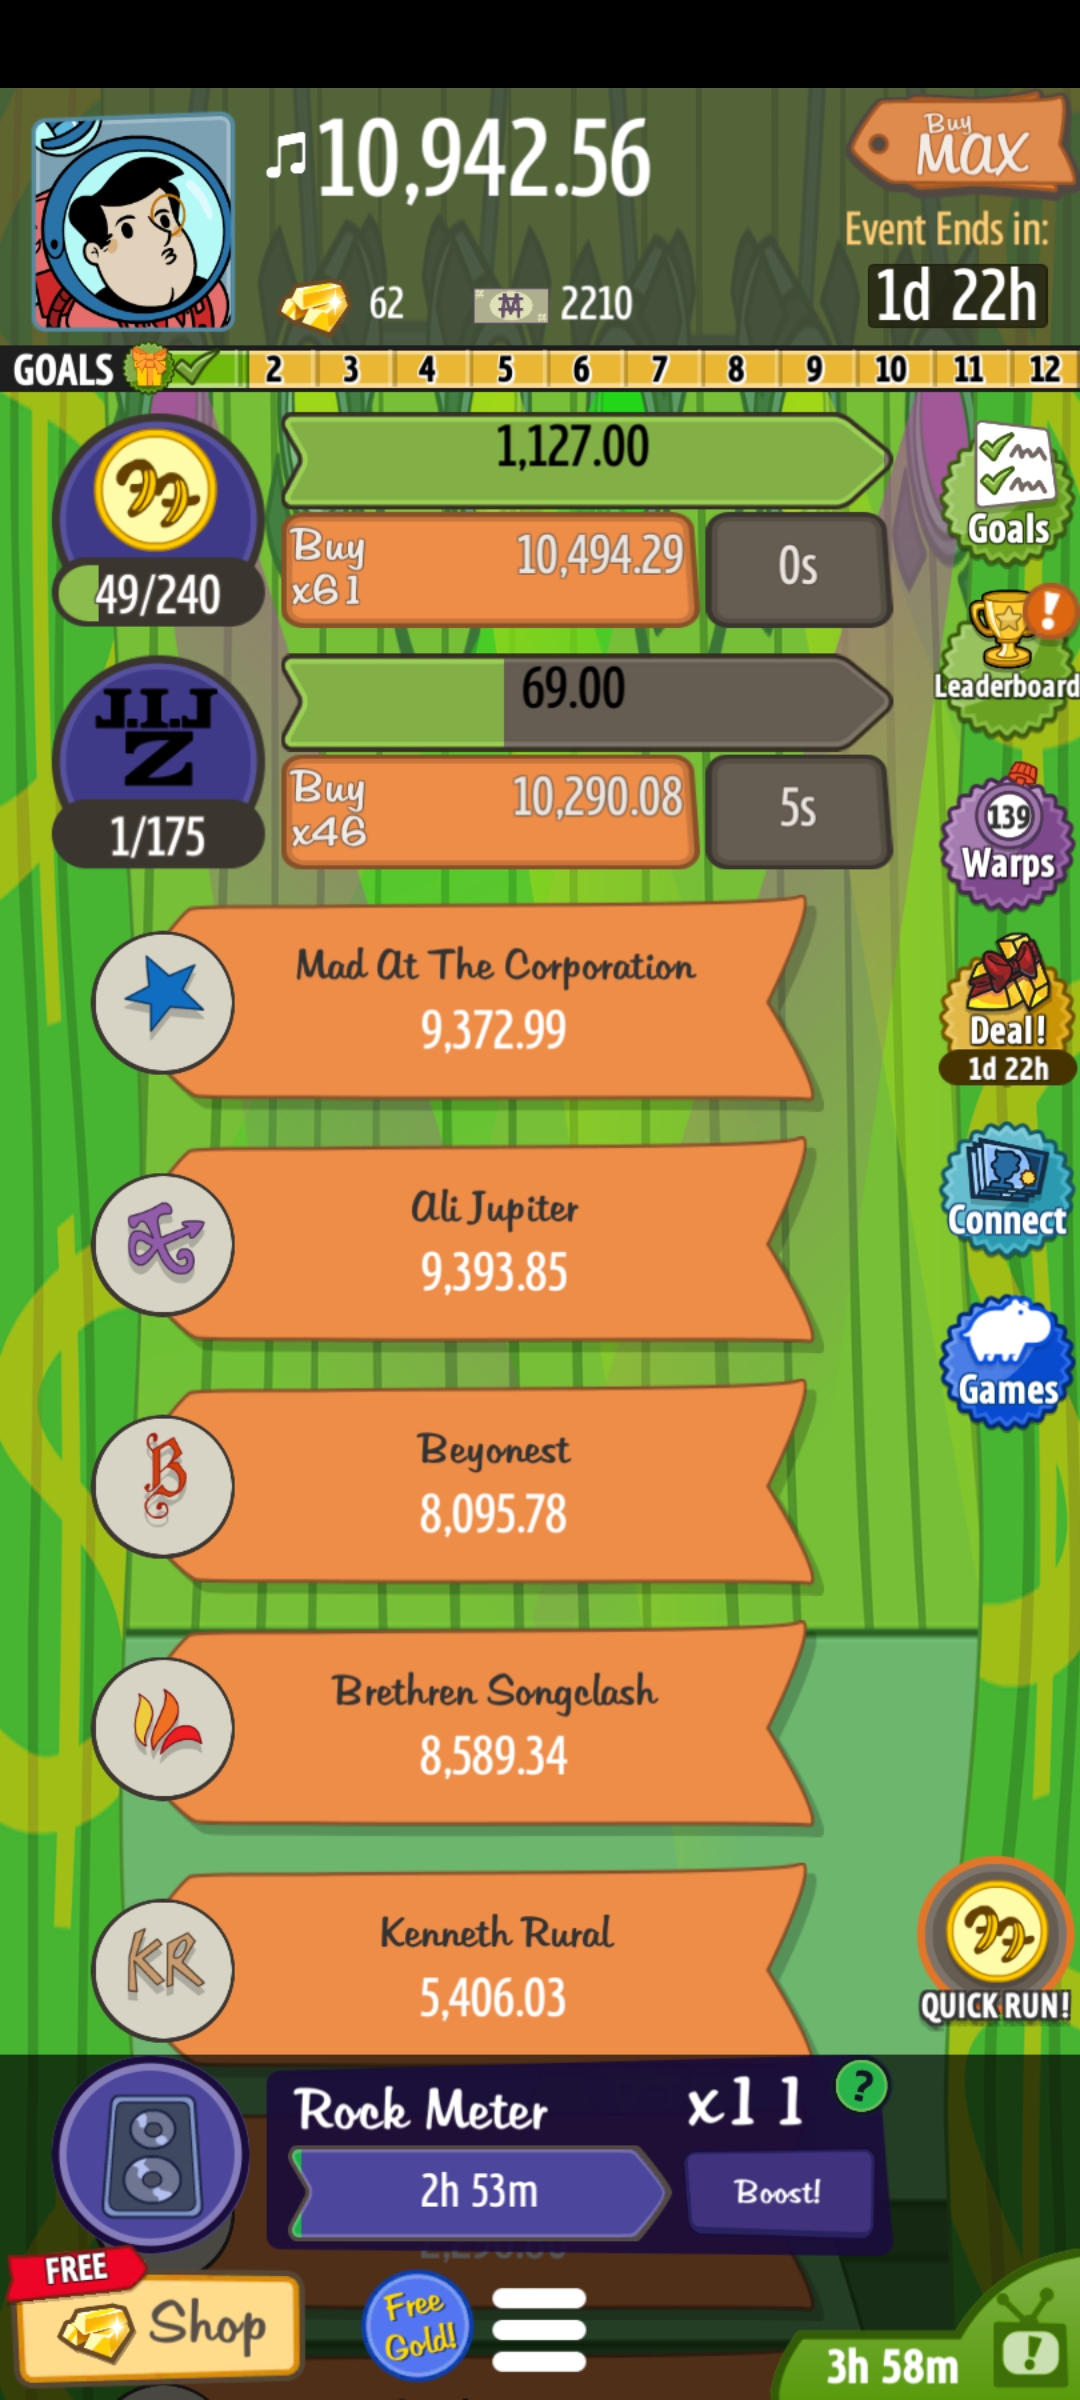 10,942.56
Buy
MAX
Event Ends in:
1d 22h
62
2210
GOALS 2 3 4 5 6 7 8 9 10 11 12
1,127.00
Buy
x61
10,494.29
0s
49/240
Goals
Leaderboard
J.I.J
Z
69.00
Buy
x46
10,290.08
5s
1/175
139
Warps
Mad At The Corporation
9,372.99
Deal!
1d 22h
Ali Jupiter
9,393.85
Connect
B
Beyonest
8,095.78
Games
Brethren Songclash
8,589.34
KR
Kenneth Rural
5,406.03
QUICK RUN!
Rock Meter
x11
?
2h 53m
Boost!
FREE
Shop
Free
Gold!
3h 58m